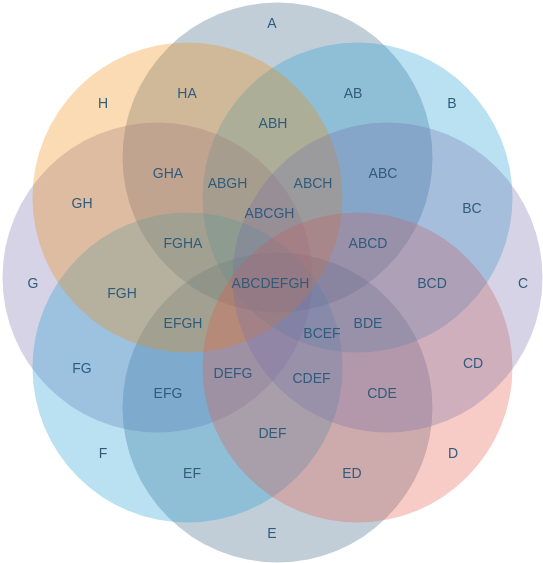 A
HA
AB
H
B
ABH
GHA
ABC
ABGH
ABCH
GH
BC
ABCGH
FGHA
ABCD
G
ABCDEFGH
BCD
C
FGH
EFGH
BDE
BCEF
CD
FG
DEFG
CDEF
EFG
CDE
DEF
F
D
EF
ED
E